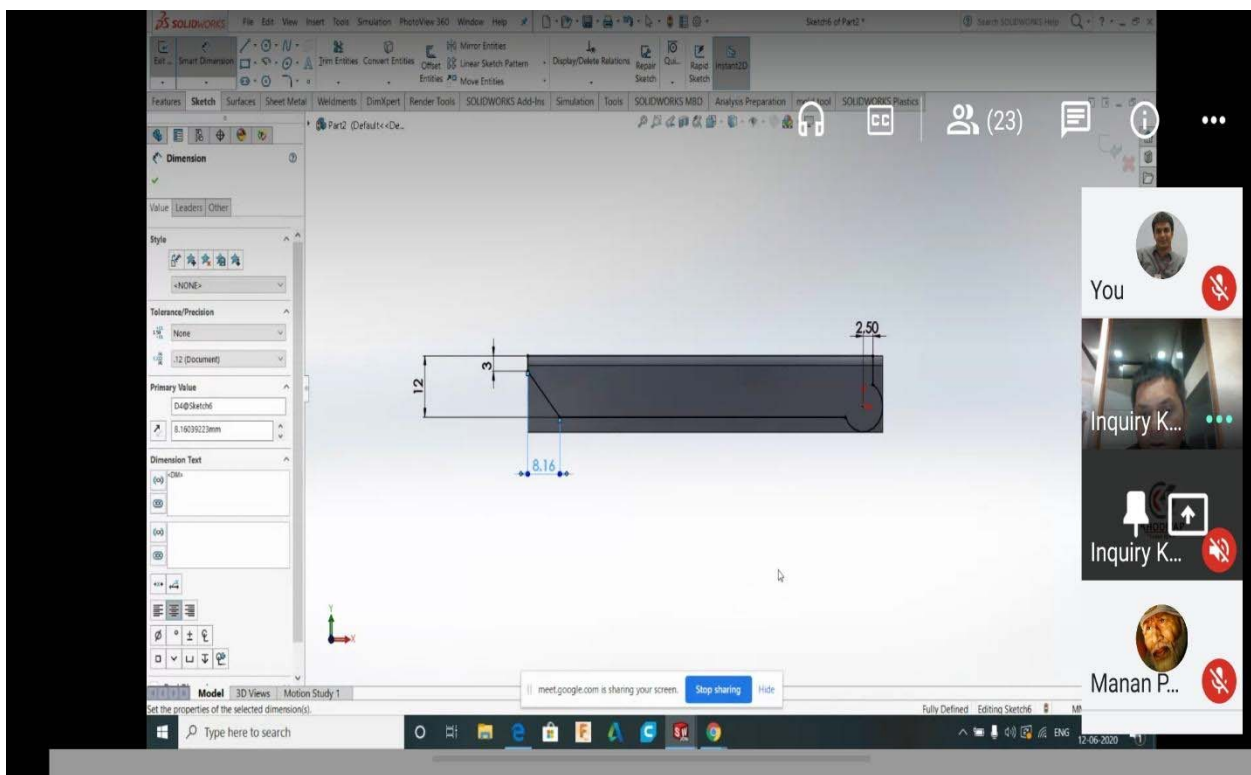 SOLIDWORKS File Edit View Insert Tools Simulation PhotoView 360 Window Help Sketch6 of Part2 * Search SOLIDWORKS Help
Exit... Smart Dimension Trim Entities Convert Entities Offset Entities Mirror Entities Display/Delete Relations Repair Sketch Qui... Rapid Sketch Instant2D
Linear Sketch Pattern
Move Entities
Features Sketch Surfaces Sheet Metal Weldments DimXpert Render Tools SOLIDWORKS Add-Ins Simulation Tools SOLIDWORKS MBD Analysis Preparation SOLIDWORKS Plastics
Part2 (Default<<De...
CC (23)
Dimension
Value Leaders Other
Style
<NONE>
Tolerance/Precision
None
.12 (Document)
Primary Value
D4@Sketch6
8.16039223mm
Dimension Text
<DIM>
2.50
3
12
8.16
Y
X
You
Inquiry K...
Inquiry K...
Manan P...
Model 3D Views Motion Study 1
meet.google.com is sharing your screen. Stop sharing Hide
Set the properties of the selected dimension(s). Fully Defined Editing Sketch6
Type here to search
ENG
12-06-2020